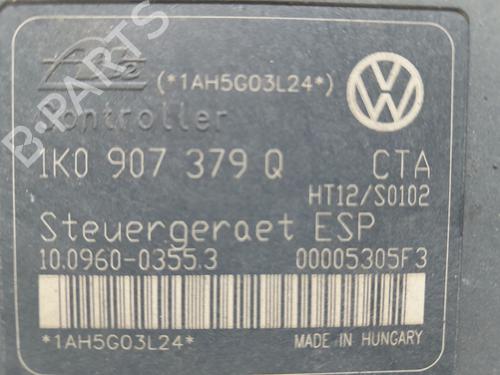 Ate (*1AH5G03L24*)
Controller
1K0 907 379 Q CTA
HT12/S0102
Steuergeraet ESP
10.0960-0355.3 00005305F3
*1AH5G03L24* MADE IN HUNGARY
B-PARTS